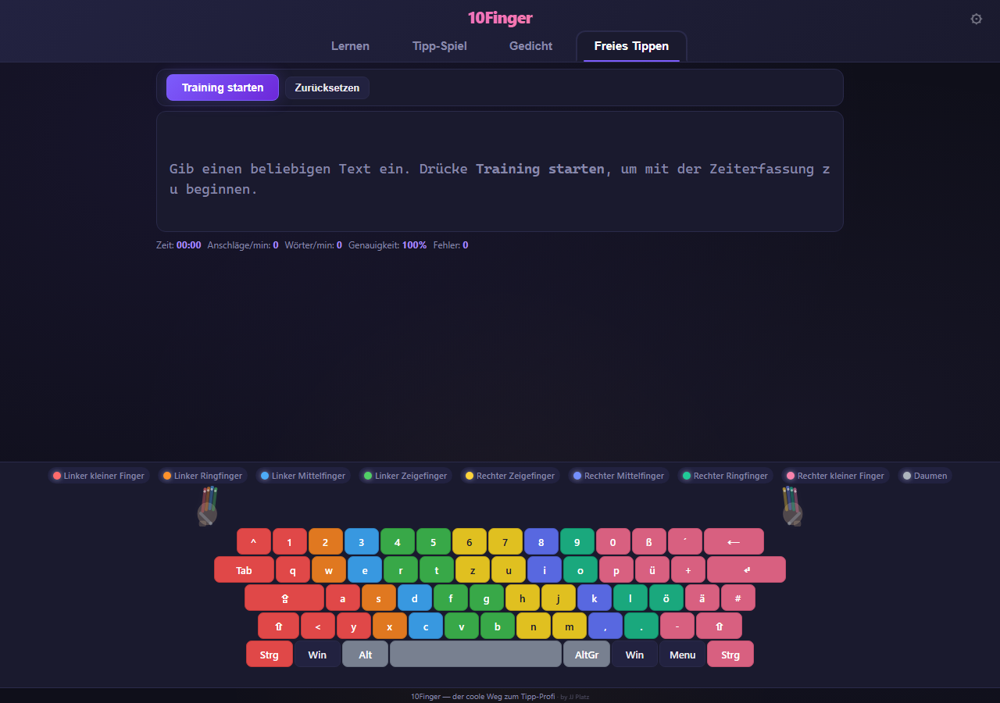 10Finger
Lernen Tipp-Spiel Gedicht Freies Tippen
Training starten Zurücksetzen
Gib einen beliebigen Text ein. Drücke Training starten, um mit der Zeiterfassung z
u beginnen.
Zeit: 00:00 Anschläge/min: 0 Wörter/min: 0 Genauigkeit: 100% Fehler: 0
Linker kleiner Finger Linker Ringfinger Linker Mittelfinger Linker Zeigefinger Rechter Zeigefinger Rechter Mittelfinger Rechter Ringfinger Rechter kleiner Finger Daumen
^ 1 2 3 4 5 6 7 8 9 0 ß ´ ←
Tab q w e r t z u i o p ü + ↵
⇪ a s d f g h j k l ö ä #
⇧ < y x c v b n m , . - ⇧
Strg Win Alt AltGr Win Menu Strg
10Finger — der coole Weg zum Tipp-Profi · by JJ Platz